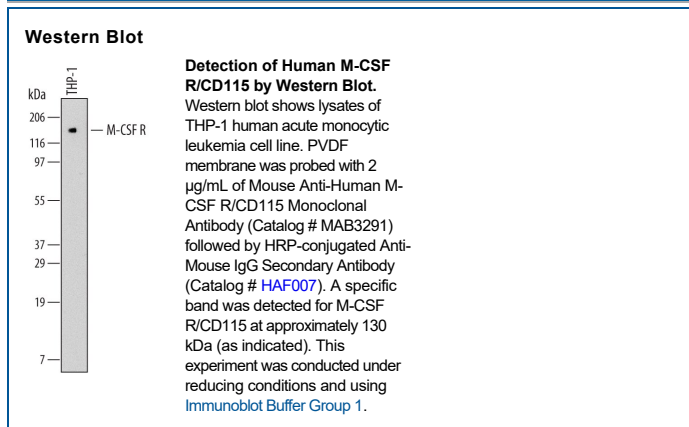 Western Blot
THP-1
kDa
206
M-CSF R
116
97
55
37
29
19
7
Detection of Human M-CSF
R/CD115 by Western Blot.
Western blot shows lysates of
THP-1 human acute monocytic
leukemia cell line. PVDF
membrane was probed with 2
µg/mL of Mouse Anti-Human M-
CSF R/CD115 Monoclonal
Antibody (Catalog # MAB3291)
followed by HRP-conjugated Anti-
Mouse IgG Secondary Antibody
(Catalog # HAF007). A specific
band was detected for M-CSF
R/CD115 at approximately 130
kDa (as indicated). This
experiment was conducted under
reducing conditions and using
Immunoblot Buffer Group 1.